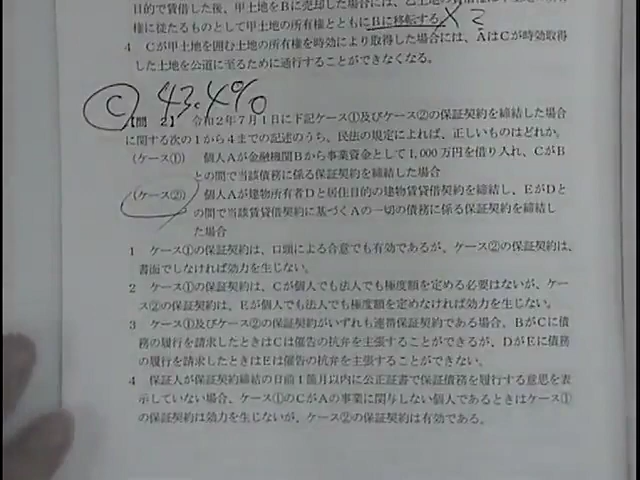 目的で賃借した後、甲土地をBに売却した場合には、乙土地の
権に従たるものとして甲土地の所有権とともにBに移転する。
4 Cが甲土地を囲む土地の所有権を時効により取得した場合には、AはCが時効取得
した土地を公道に至るために通行することができなくなる。
C 43.4%
【問 2】 令和2年7月1日に下記ケース①及びケース②の保証契約を締結した場合
に関する次の1から4までの記述のうち、民法の規定によれば、正しいものはどれか。
(ケース①) 個人Aが金融機関Bから事業資金として1,000万円を借り入れ、CがB
との間で当該債務に係る保証契約を締結した場合
(ケース②) 個人Aが建物所有者Dと居住目的の建物賃貸借契約を締結し、EがDと
の間で当該賃貸借契約に基づくAの一切の債務に係る保証契約を締結し
た場合
1 ケース①の保証契約は、口頭による合意でも有効であるが、ケース②の保証契約は、
書面でしなければ効力を生じない。
2 ケース①の保証契約は、Cが個人でも法人でも極度額を定める必要はないが、ケー
ス②の保証契約は、Eが個人でも法人でも極度額を定めなければ効力を生じない。
3 ケース①及びケース②の保証契約がいずれも連帯保証契約である場合、BがCに債
務の履行を請求したときはCは催告の抗弁を主張することができるが、DがEに債務
の履行を請求したときはEは催告の抗弁を主張することができない。
4 保証人が保証契約締結の日前1箇月以内に公正証書で保証債務を履行する意思を表
示していない場合、ケース①のCがAの事業に関与しない個人であるときはケース①
の保証契約は効力を生じないが、ケース②の保証契約は有効である。